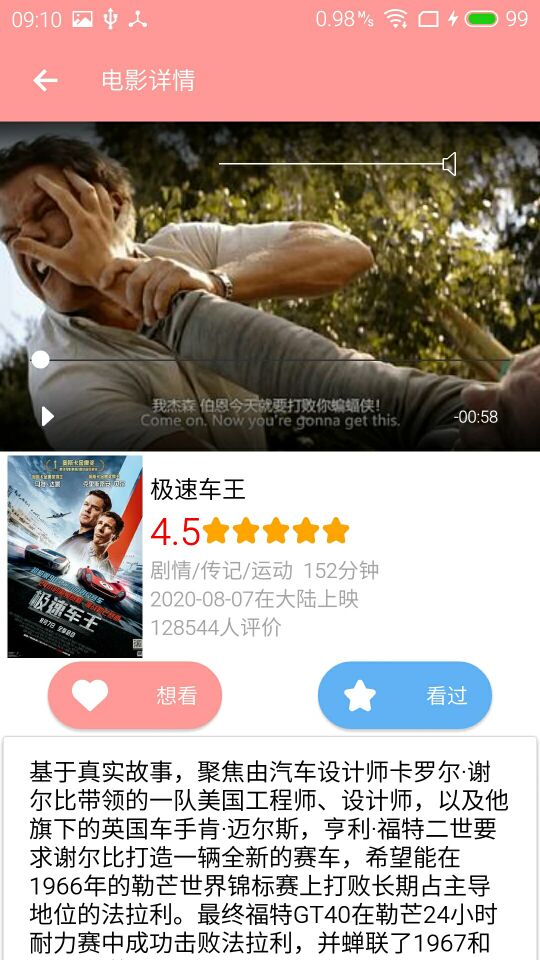 09:10
0.98 M/s
99
电影详情
我杰森 伯恩今天就要打败你蝙蝠侠!
Come on. Now you're gonna get this.
-00:58
极速车王
极速车王
4.5
剧情/传记/运动 152分钟
2020-08-07在大陆上映
128544人评价
想看
看过
基于真实故事，聚焦由汽车设计师卡罗尔·谢
尔比带领的一队美国工程师、设计师，以及他
旗下的英国车手肯·迈尔斯，亨利·福特二世要
求谢尔比打造一辆全新的赛车，希望能在
1966年的勒芒世界锦标赛上打败长期占主导
地位的法拉利。最终福特GT40在勒芒24小时
耐力赛中成功击败法拉利，并蝉联了1967和